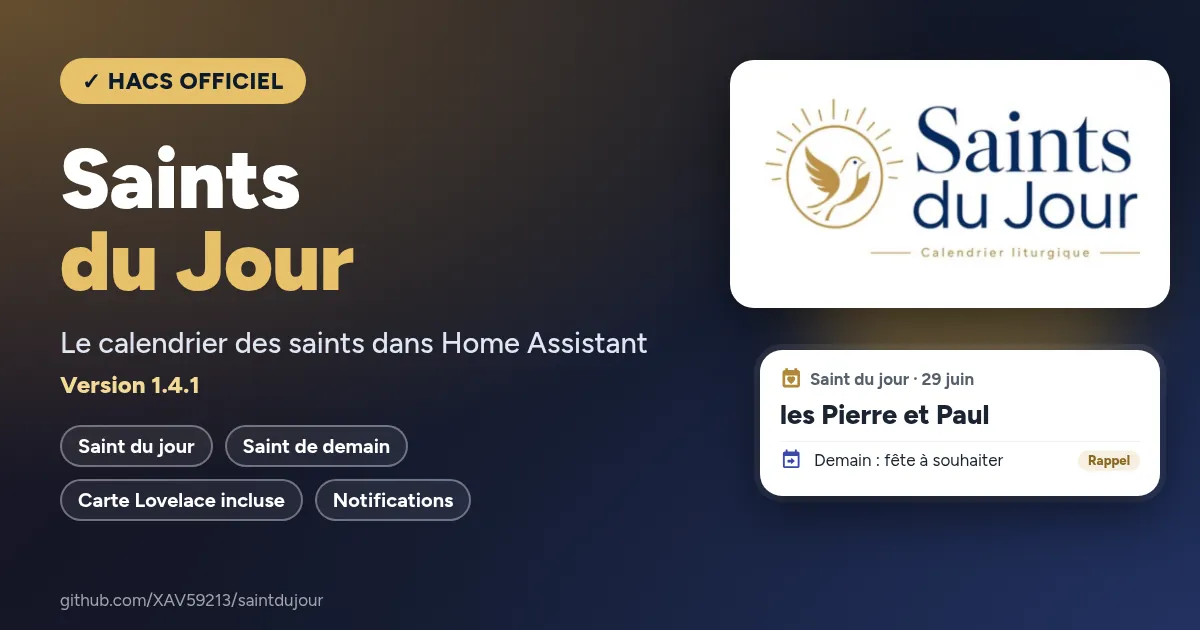 ✓ HACS OFFICIEL
Saints
du Jour
Le calendrier des saints dans Home Assistant
Version 1.4.1
Saint du jour
Saint de demain
Carte Lovelace incluse
Notifications
github.com/XAV59213/saintdujour
Saints
du Jour
Calendrier liturgique
Saint du jour · 29 juin
les Pierre et Paul
Demain : fête à souhaiter
Rappel